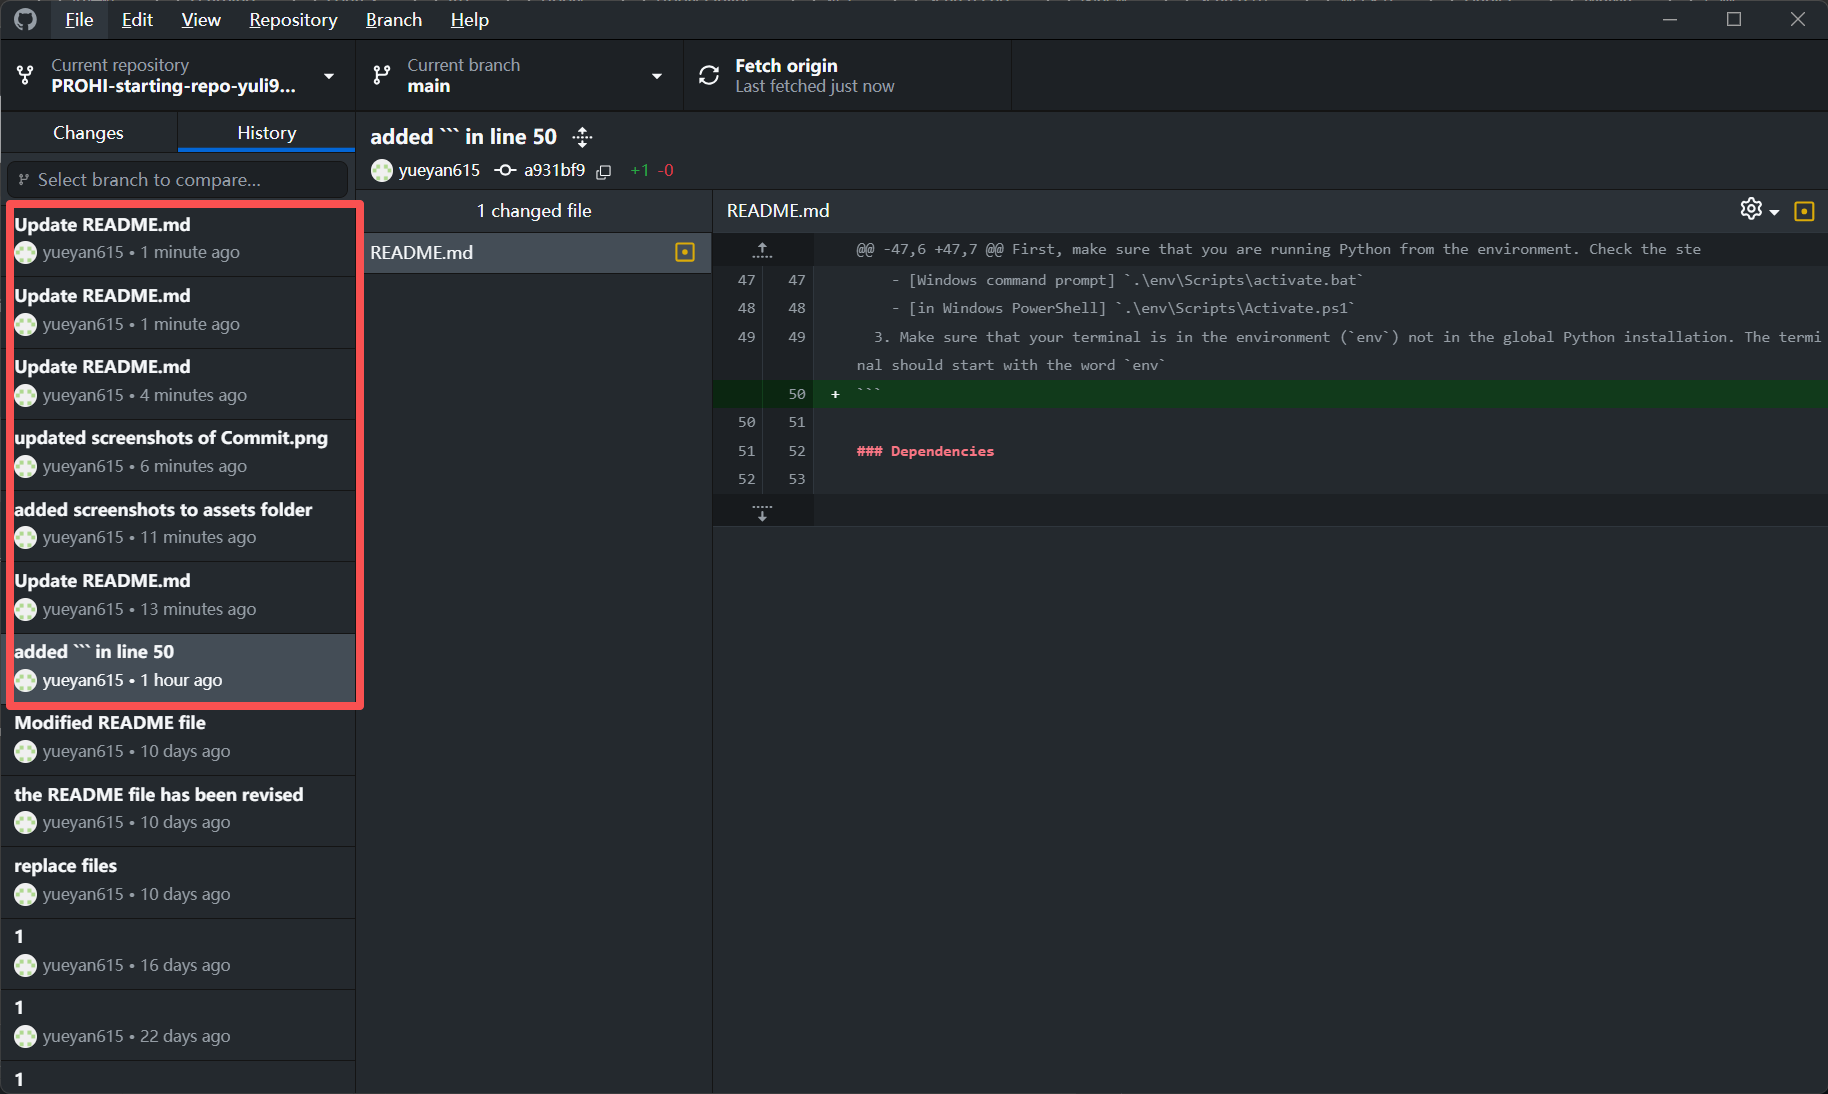 File Edit View Repository Branch Help
Current repository
PROHI-starting-repo-yuli9...
Current branch
main
Fetch origin
Last fetched just now
Changes
History
Select branch to compare...
Update README.md
yueyan615 • 1 minute ago
Update README.md
yueyan615 • 1 minute ago
Update README.md
yueyan615 • 4 minutes ago
updated screenshots of Commit.png
yueyan615 • 6 minutes ago
added screenshots to assets folder
yueyan615 • 11 minutes ago
Update README.md
yueyan615 • 13 minutes ago
added ``` in line 50
yueyan615 • 1 hour ago
Modified README file
yueyan615 • 10 days ago
the README file has been revised
yueyan615 • 10 days ago
replace files
yueyan615 • 10 days ago
1
yueyan615 • 16 days ago
1
yueyan615 • 22 days ago
1
added ``` in line 50
yueyan615 a931bf9 +1 -0
1 changed file
README.md
README.md
@@ -47,6 +47,7 @@ First, make sure that you are running Python from the environment. Check the ste
47 47 - [Windows command prompt] `.\env\Scripts\activate.bat`
48 48 - [in Windows PowerShell] `.\env\Scripts\Activate.ps1`
49 49 3. Make sure that your terminal is in the environment (`env`) not in the global Python installation. The termi
nal should start with the word `env`
50 + ```
50 51
51 52 ### Dependencies
52 53